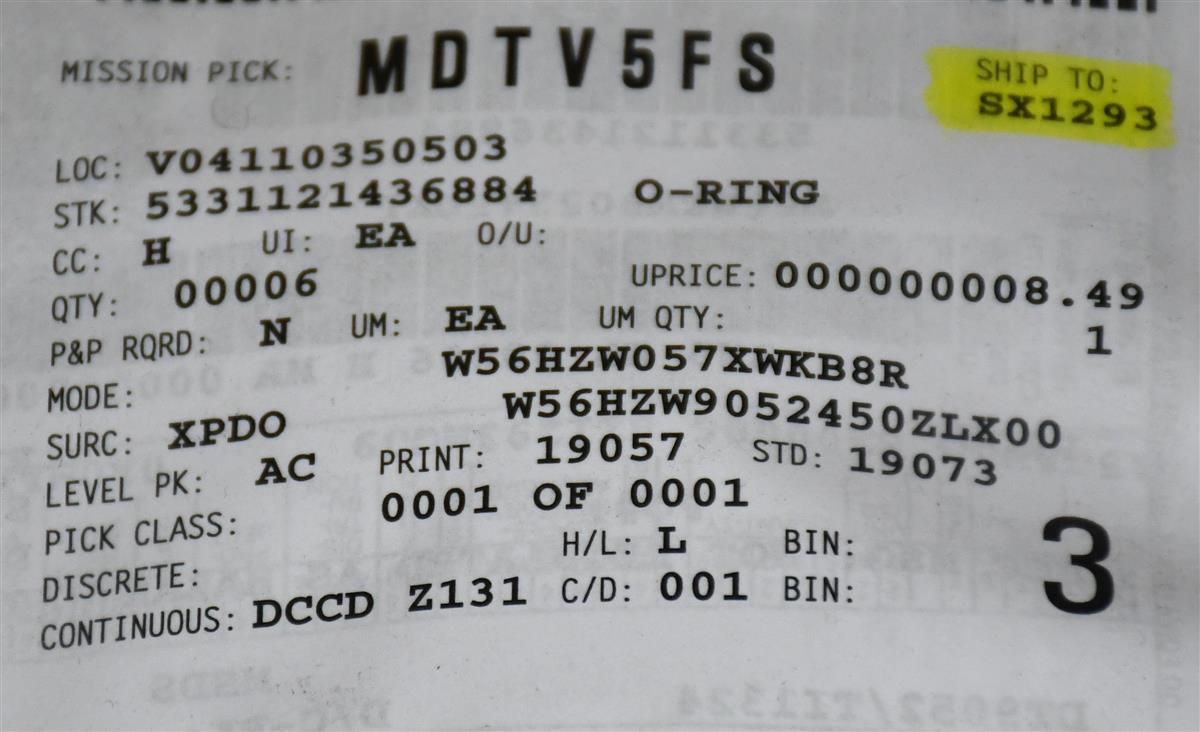 MISSION PICK: MDTV5FS
SHIP TO:
SX1293
LOC: V04110350503
STK: 5331121436884 O-RING
CC: H UI: EA O/U:
QTY: 00006 UPRICE: 000000008.49
P&P RQRD: N UM: EA UM QTY: 1
MODE: W56HZW057XWKB8R
SURC: XPDO W56HZW9052450ZLX00
LEVEL PK: AC PRINT: 19057 STD: 19073
PICK CLASS: 0001 OF 0001
DISCRETE: H/L: L BIN:
CONTINUOUS: DCCD Z131 C/D: 001 BIN:
3